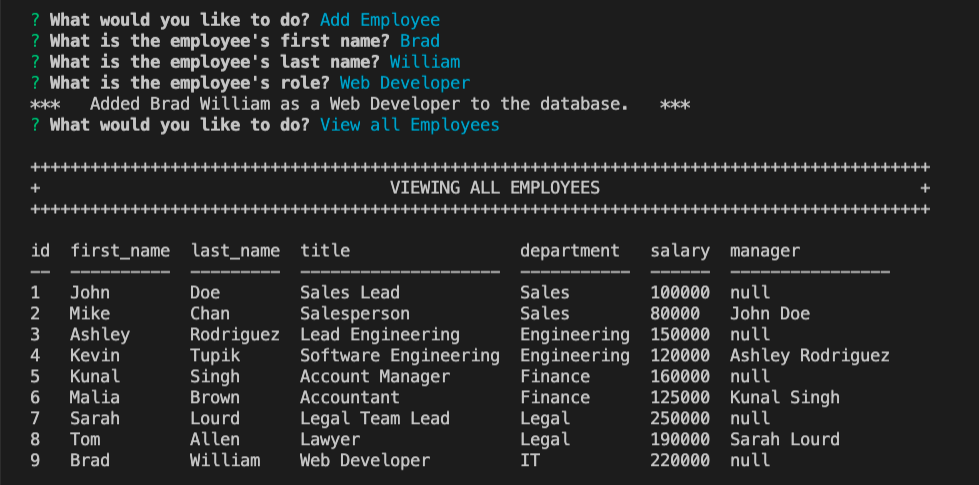 ? What would you like to do? Add Employee
? What is the employee's first name? Brad
? What is the employee's last name? William
? What is the employee's role? Web Developer
***   Added Brad William as a Web Developer to the database.   ***
? What would you like to do? View all Employees
++++++++++++++++++++++++++++++++++++++++++++++++++++++++++++++++++++++++++++++++++++++++++
+                                   VIEWING ALL EMPLOYEES                                +
++++++++++++++++++++++++++++++++++++++++++++++++++++++++++++++++++++++++++++++++++++++++++
id  first_name  last_name  title                 department   salary  manager
--  ----------  ---------  --------------------  -----------  ------  ----------------
1   John        Doe        Sales Lead            Sales        100000  null
2   Mike        Chan       Salesperson           Sales        80000   John Doe
3   Ashley      Rodriguez  Lead Engineering      Engineering  150000  null
4   Kevin       Tupik      Software Engineering  Engineering  120000  Ashley Rodriguez
5   Kunal       Singh      Account Manager       Finance      160000  null
6   Malia       Brown      Accountant            Finance      125000  Kunal Singh
7   Sarah       Lourd      Legal Team Lead       Legal        250000  null
8   Tom         Allen      Lawyer                Legal        190000  Sarah Lourd
9   Brad        William    Web Developer         IT           220000  null